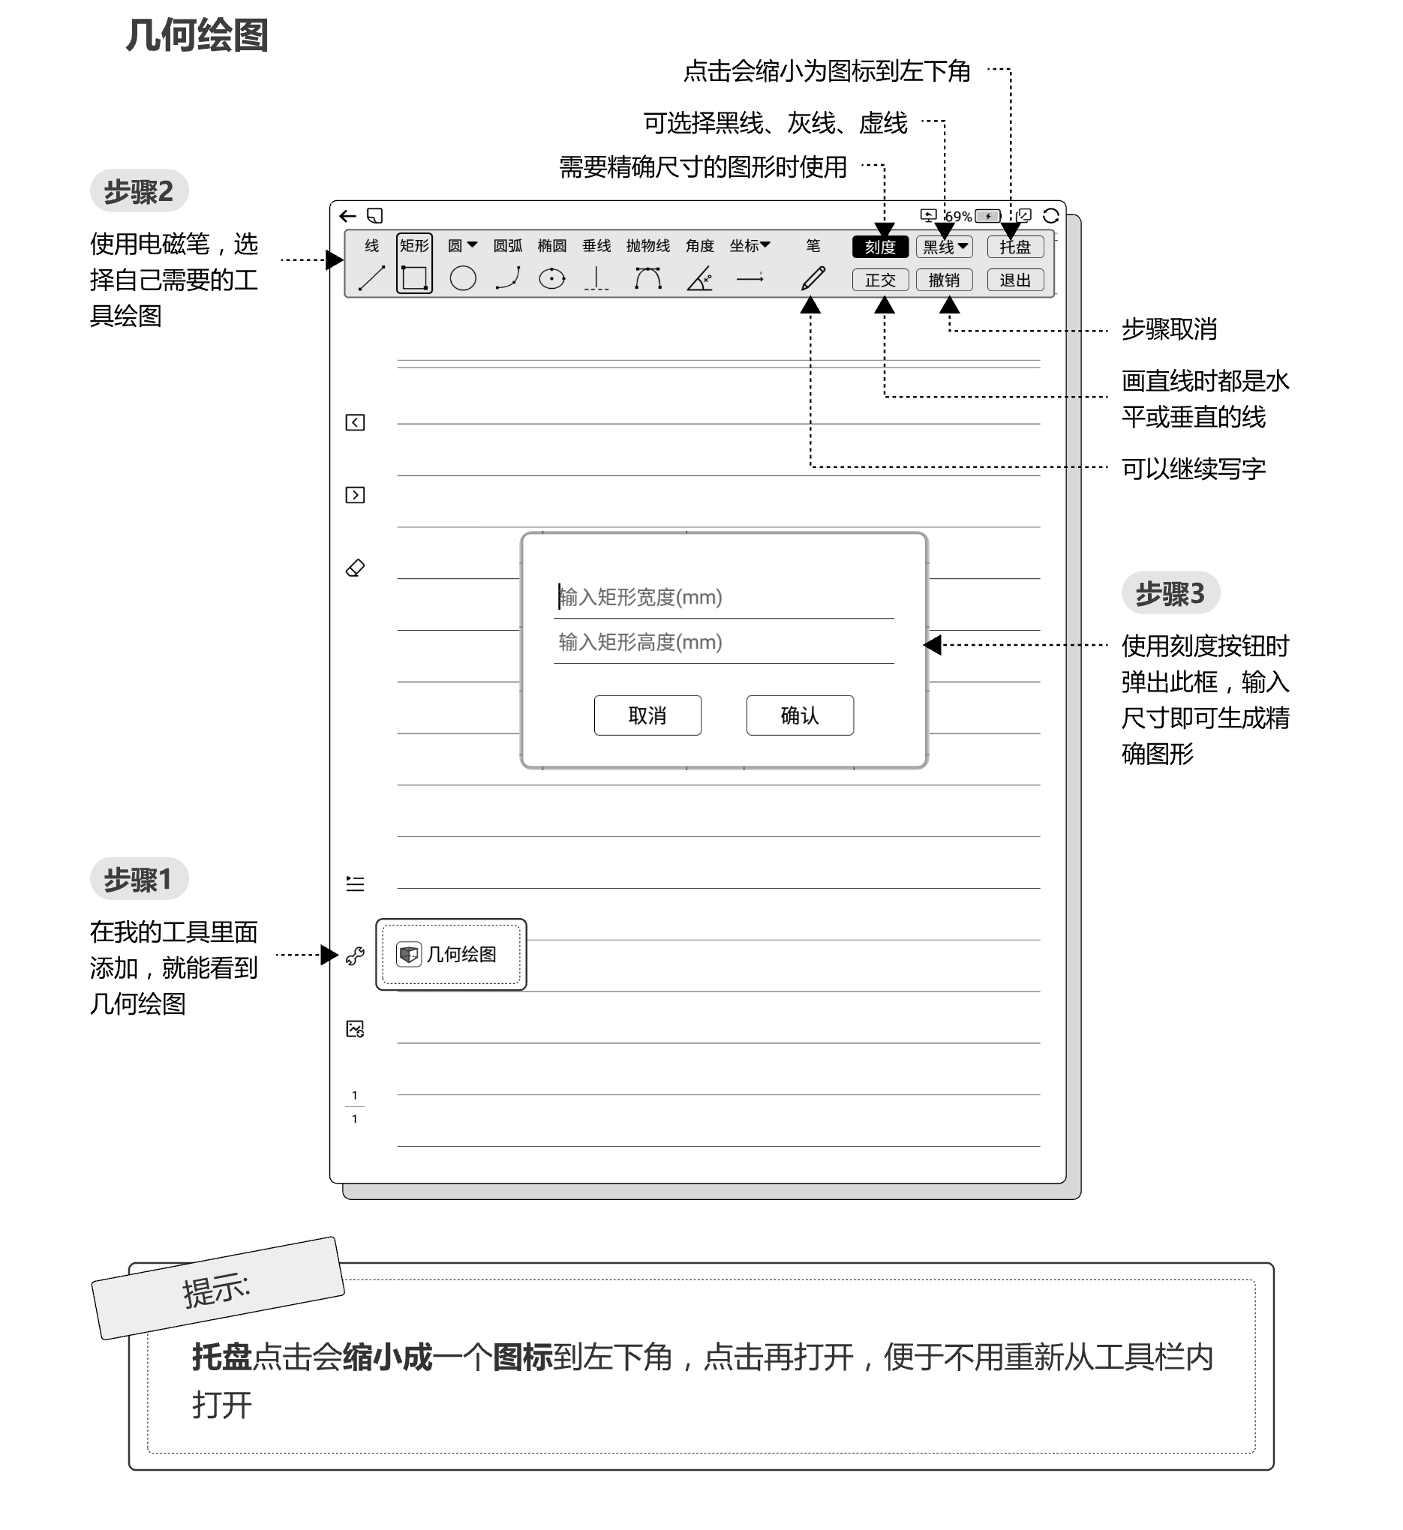 几何绘图
点击会缩小为图标到左下角
可选择黑线、灰线、虚线
需要精确尺寸的图形时使用
步骤2
使用电磁笔，选
择自己需要的工
具绘图
69%
线 矩形 圆 圆弧 椭圆 垂线 抛物线 角度 坐标 笔 刻度 黑线 托盘
正交 撤销 退出
步骤取消
画直线时都是水
平或垂直的线
可以继续写字
输入矩形宽度(mm)
输入矩形高度(mm)
取消 确认
步骤3
使用刻度按钮时
弹出此框，输入
尺寸即可生成精
确图形
步骤1
在我的工具里面
添加，就能看到
几何绘图
几何绘图
1
1
提示:
托盘点击会缩小成一个图标到左下角，点击再打开，便于不用重新从工具栏内
打开